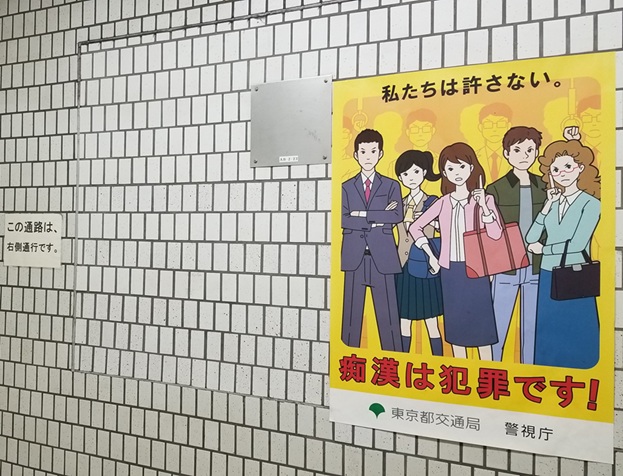 この通路は、
右側通行です。
私たちは許さない。
痴漢は犯罪です!
東京都交通局 警視庁